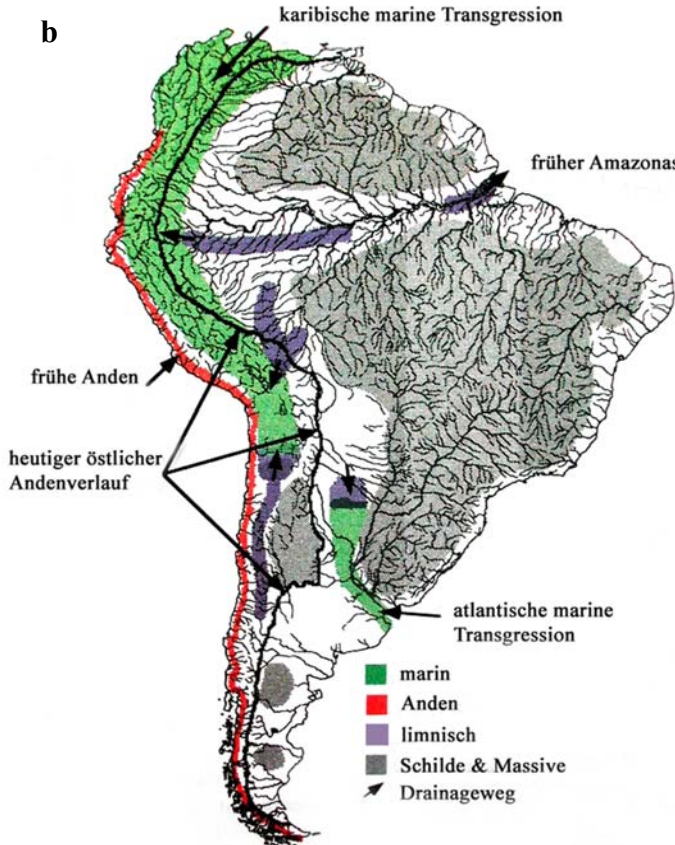 b
karibische marine Transgression
früher Amazonas
frühe Anden
heutiger östlicher
Andenverlauf
atlantische marine
Transgression
marin
Anden
limnisch
Schilde & Massive
Drainageweg